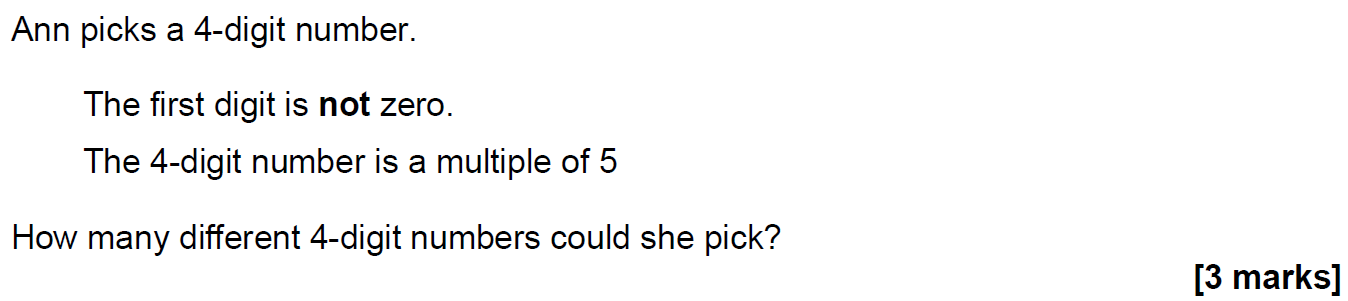 Ann picks a 4-digit number.
The first digit is not zero.
The 4-digit number is a multiple of 5
How many different 4-digit numbers could she pick?
[3 marks]